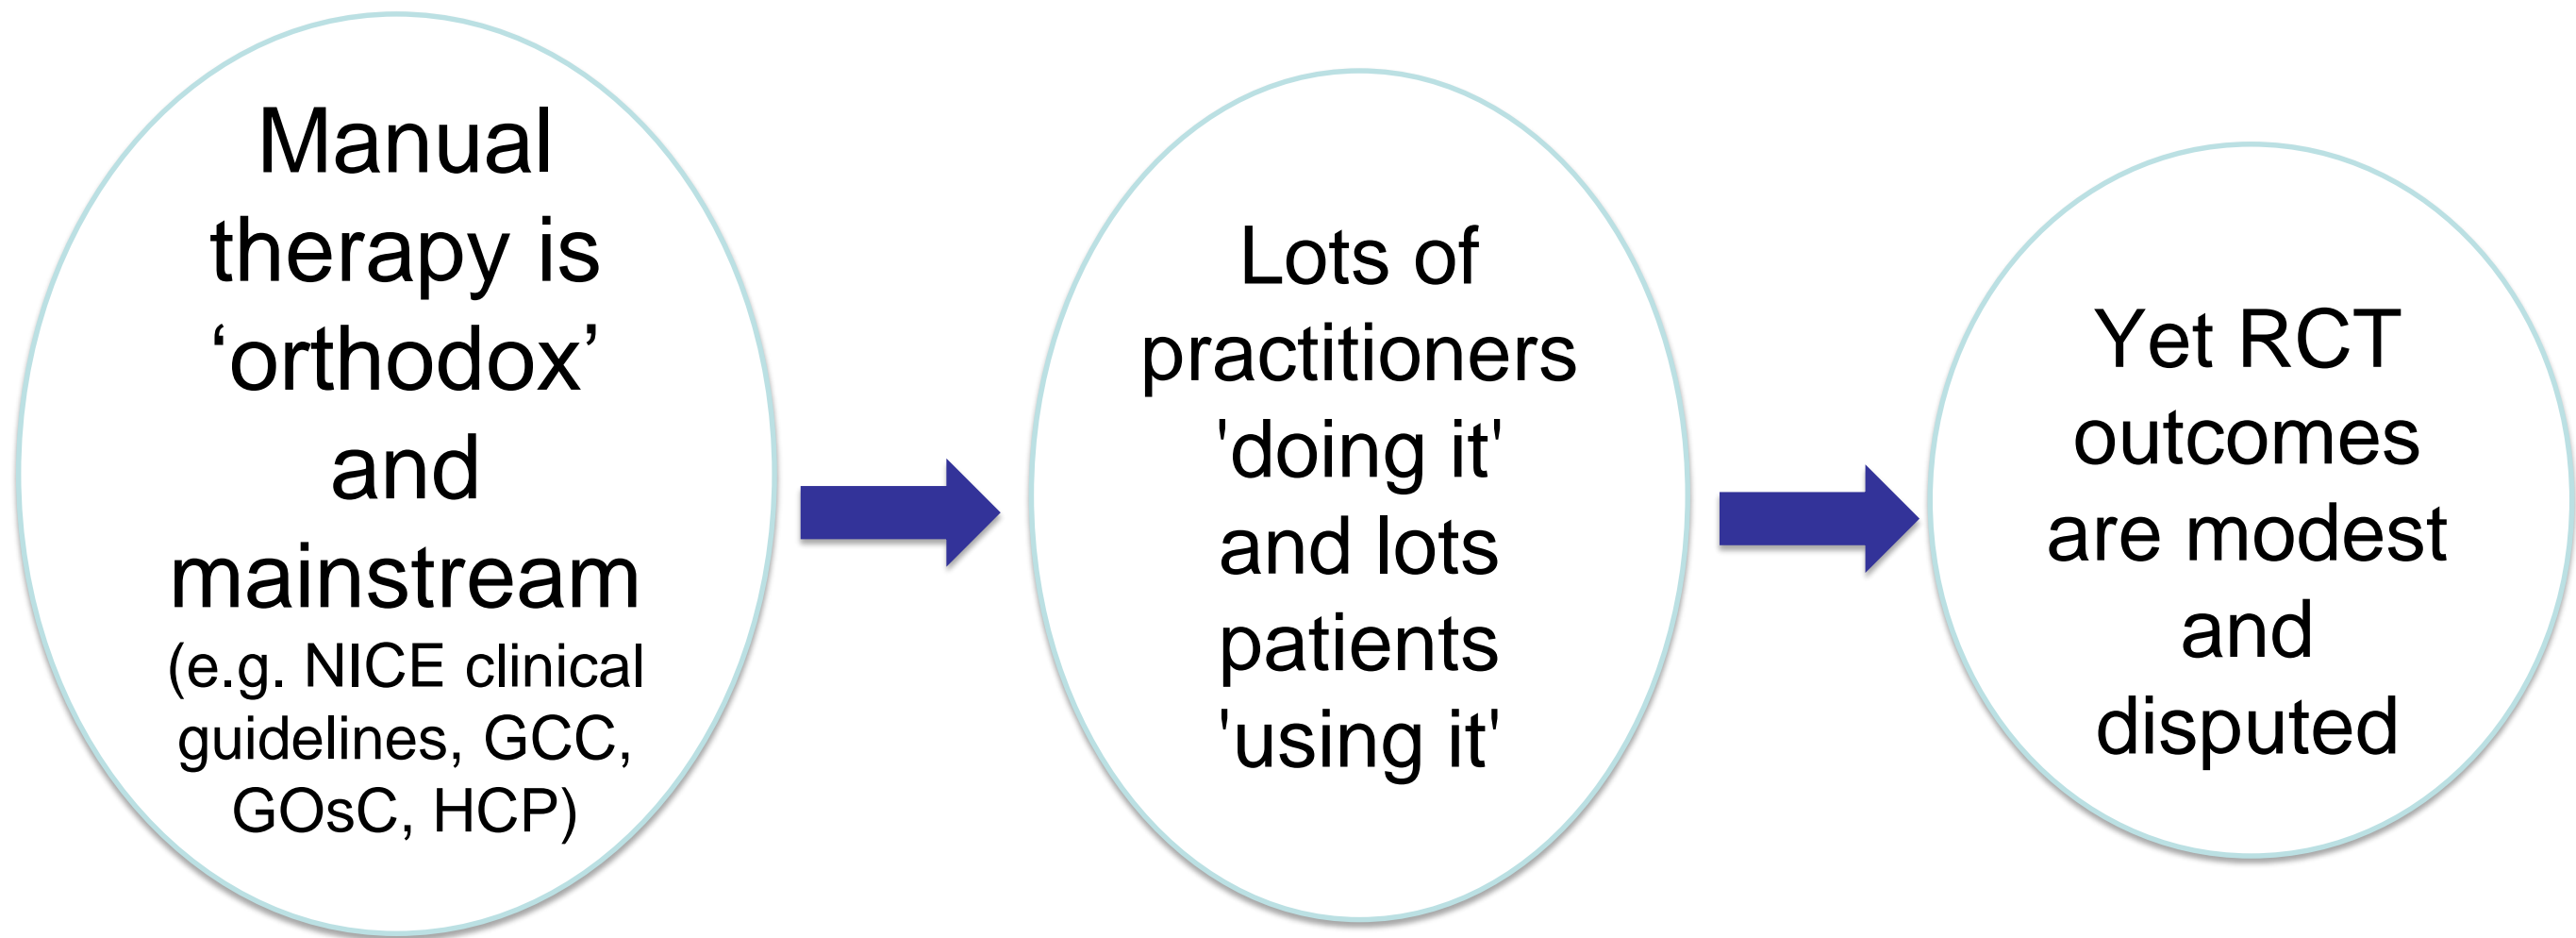 Manual
therapy is
‘orthodox’
and
mainstream
(e.g. NICE clinical
guidelines, GCC,
GOsC, HCP)
Lots of
practitioners
'doing it'
and lots
patients
'using it'
Yet RCT
outcomes
are modest
and
disputed